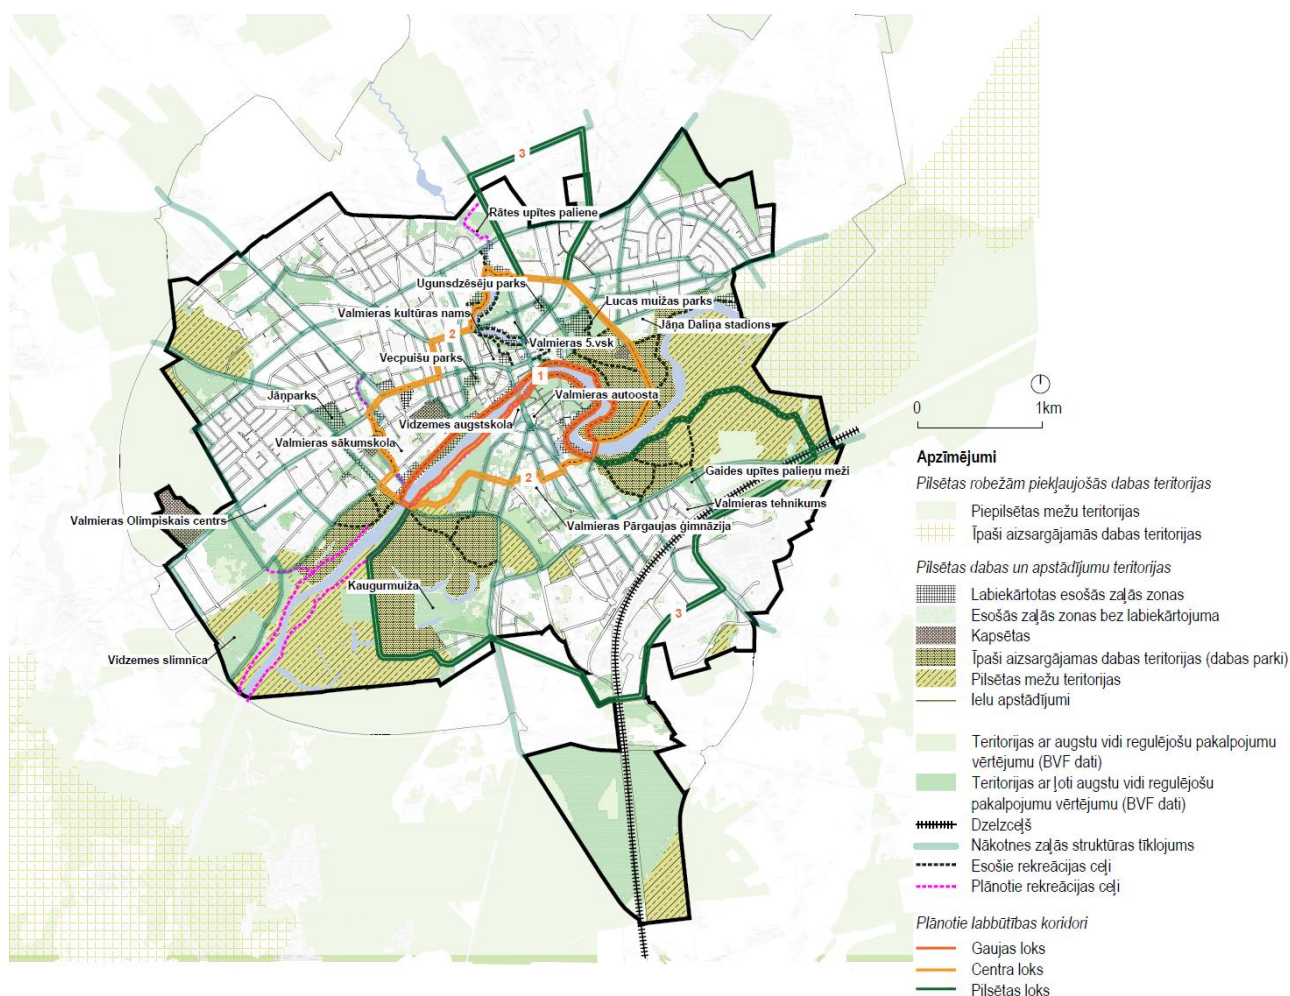 3
Rātes upītes paliene
Ugunsdzēsēju parks
Lucas muižas parks
Valmieras kultūras nams
Jāņa Daliņa stadions
2
Valmieras 5.vsk
Vecpuišu parks
1
Jāņparks
Valmieras autoosta
Vidzemes augstskola
Valmieras sākumskola
Gaides upītes palieņu meži
2
Valmieras tehnikums
Valmieras Olimpiskais centrs
Valmieras Pārgaujas ģimnāzija
Kaugurmuiža
3
Vidzemes slimnīca
0 1km
Apzīmējumi
Pilsētas robežām piekļaujošās dabas teritorijas
Piepilsētas mežu teritorijas
Īpaši aizsargājamās dabas teritorijas
Pilsētas dabas un apstādījumu teritorijas
Labiekārtotas esošās zaļās zonas
Esošās zaļās zonas bez labiekārtojuma
Kapsētas
Īpaši aizsargājamas dabas teritorijas (dabas parki)
Pilsētas mežu teritorijas
Ielu apstādījumi
Teritorijas ar augstu vidi regulējošu pakalpojumu
vērtējumu (BVF dati)
Teritorijas ar ļoti augstu vidi regulējošu
pakalpojumu vērtējumu (BVF dati)
Dzelzceļš
Nākotnes zaļās struktūras tīklojums
Esošie rekreācijas ceļi
Plānotie rekreācijas ceļi
Plānotie labbūtības koridori
Gaujas loks
Centra loks
Pilsētas loks